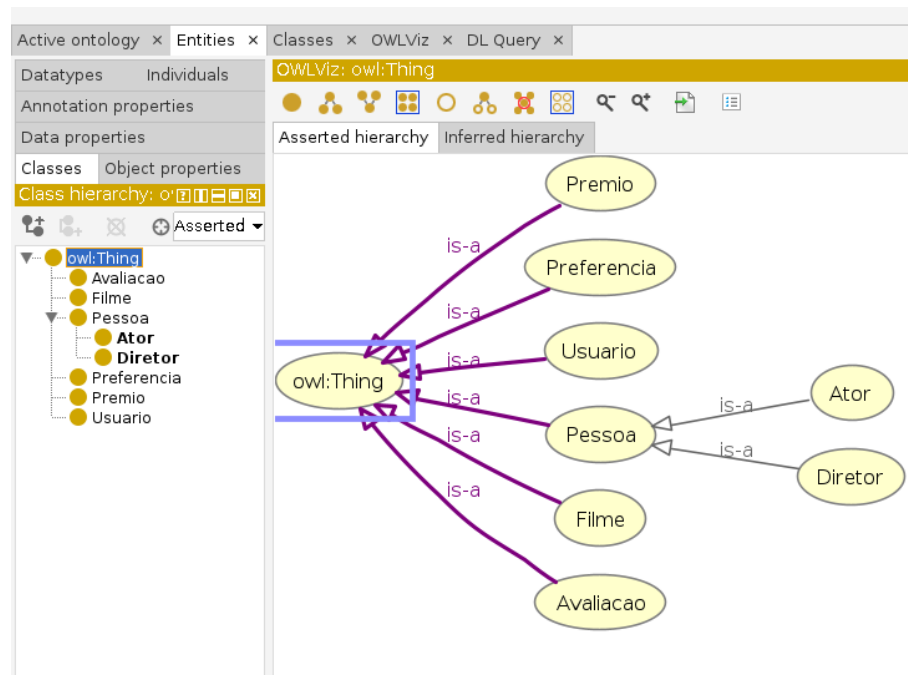 Active ontology × Entities × Classes × OWLViz × DL Query ×
Datatypes Individuals
Annotation properties
Data properties
Classes Object properties
Class hierarchy: o'
Asserted
owl:Thing
Avaliacao
Filme
Pessoa
Ator
Diretor
Preferencia
Premio
Usuario
OWLViz: owl:Thing
Asserted hierarchy Inferred hierarchy
Premio
is-a
Preferencia
is-a
Usuario
is-a
owl:Thing
is-a
Pessoa
is-a
Ator
is-a
is-a
Diretor
is-a
Filme
Avaliacao